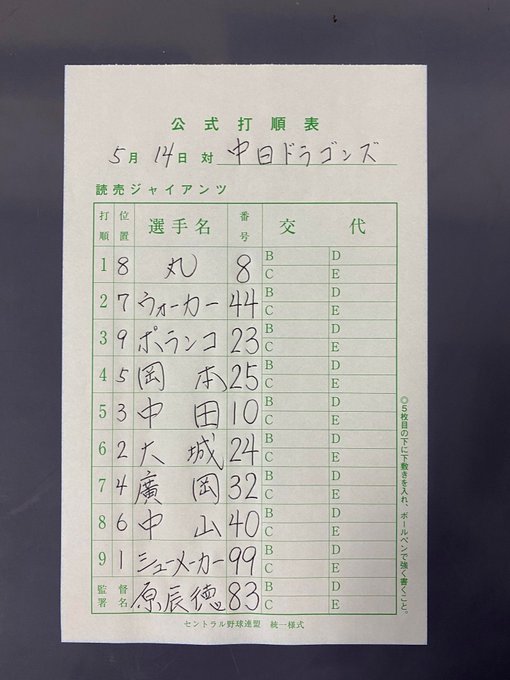 公式打順表
5月14日 対 中日ドラゴンズ
読売ジャイアンツ
打順 位置 選手名 番号 交代
1 8 丸 8 B D C E
2 7 ウォーカー 44 B D C E
3 9 ポランコ 23 B D C E
4 5 岡本 25 B D C E
5 3 中田 10 B D C E
6 2 大城 24 B D C E
7 4 廣岡 32 B D C E
8 6 中山 40 B D C E
9 1 シューメーカー 99 B D C E
監督署名 原辰徳 83 B D C E
◎5枚目の下に下敷きを入れ、ボールペンで強く書くこと。
セントラル野球連盟 統一様式